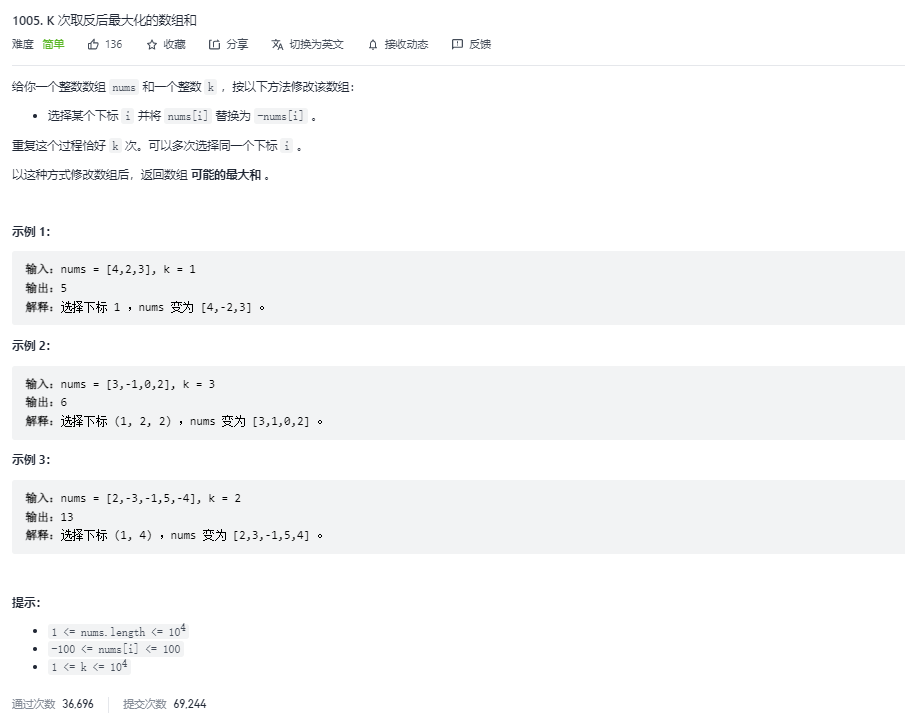 1005. K 次取反后最大化的数组和
难度 简单 136 收藏 分享 切换为英文 接收动态 反馈
给你一个整数数组 nums 和一个整数 k ，按以下方法修改该数组：
• 选择某个下标 i 并将 nums[i] 替换为 -nums[i] 。
重复这个过程恰好 k 次。可以多次选择同一个下标 i 。
以这种方式修改数组后，返回数组 可能的最大和 。
示例 1：
输入：nums = [4,2,3], k = 1
输出：5
解释：选择下标 1 ，nums 变为 [4,-2,3] 。
示例 2：
输入：nums = [3,-1,0,2], k = 3
输出：6
解释：选择下标 (1, 2, 2) ，nums 变为 [3,1,0,2] 。
示例 3：
输入：nums = [2,-3,-1,5,-4], k = 2
输出：13
解释：选择下标 (1, 4) ，nums 变为 [2,3,-1,5,4] 。
提示：
• 1 <= nums.length <= 10⁴
• -100 <= nums[i] <= 100
• 1 <= k <= 10⁴
通过次数 36,696 提交次数 69,244